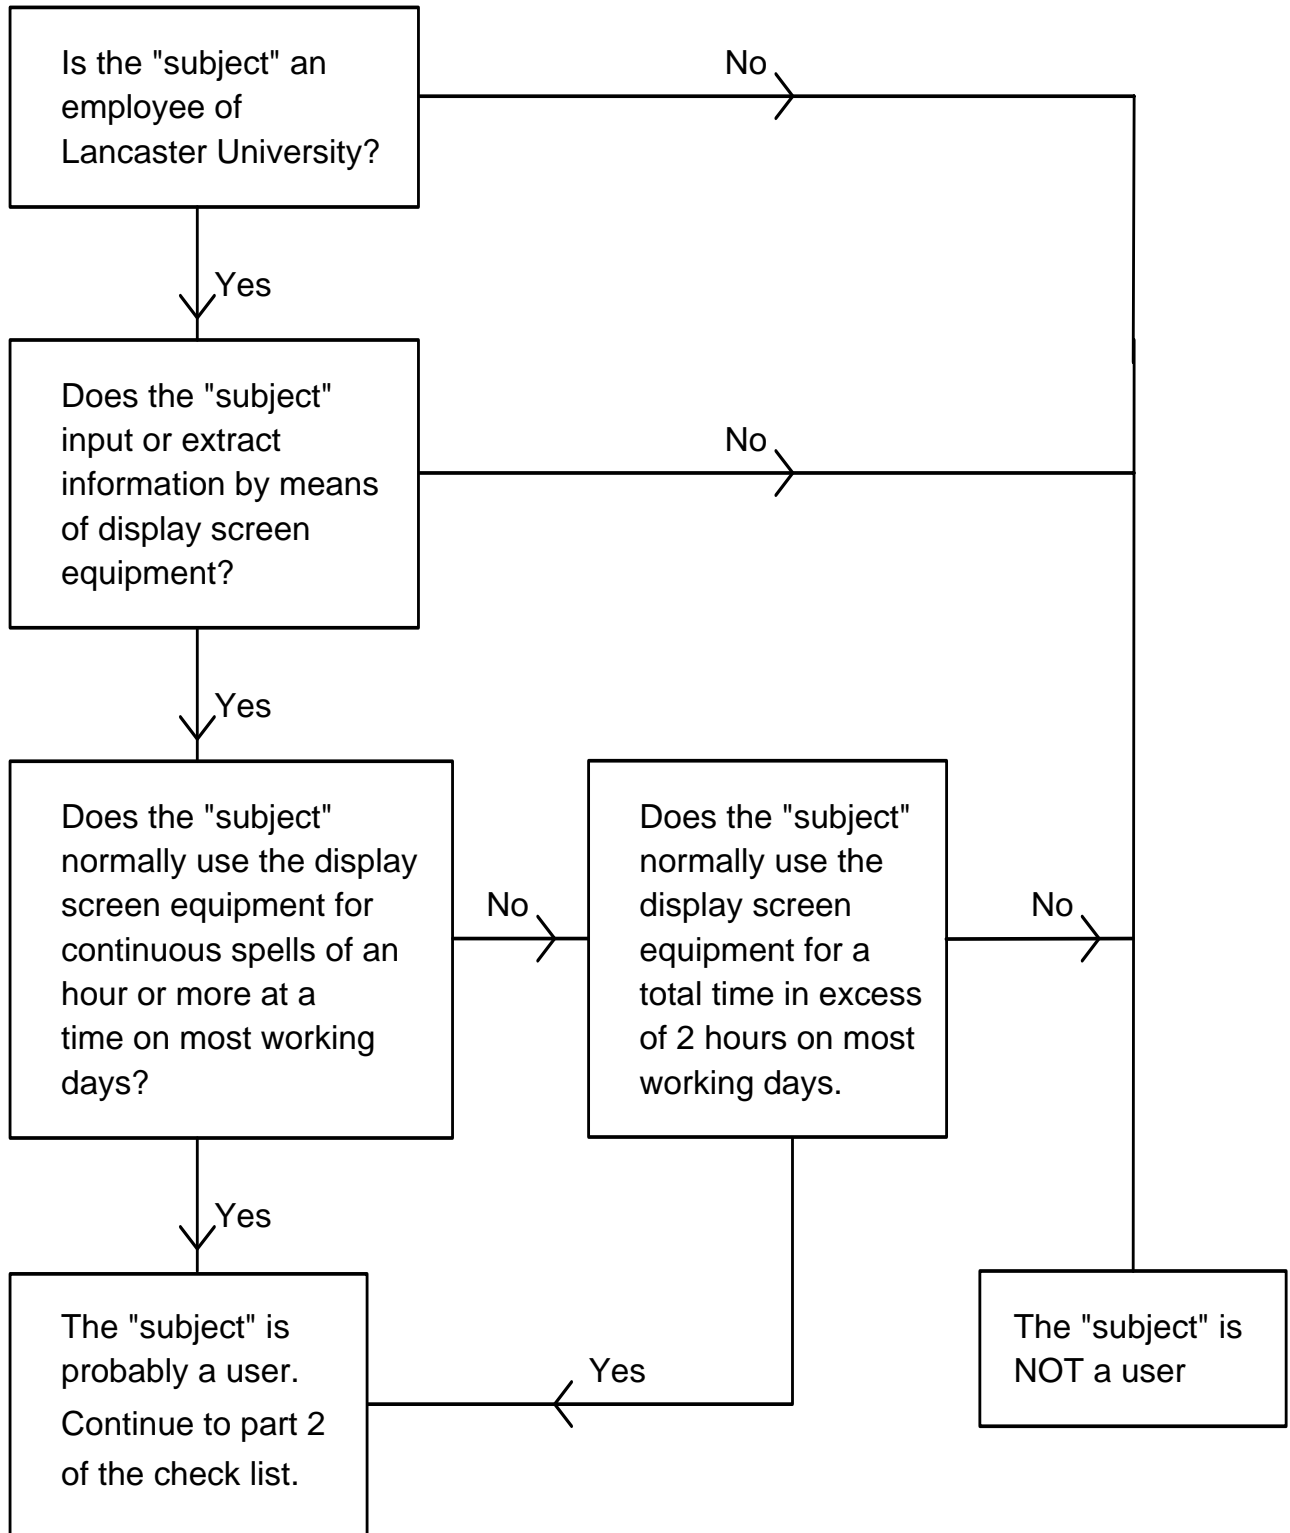 Is the "subject" an
employee of
Lancaster University?
No
Yes
Does the "subject"
input or extract
information by means
of display screen
equipment?
No
Yes
Does the "subject"
normally use the display
screen equipment for
continuous spells of an
hour or more at a
time on most working
days?
No
Does the "subject"
normally use the
display screen
equipment for a
total time in excess
of 2 hours on most
working days.
No
Yes
The "subject" is
probably a user.
Continue to part 2
of the check list.
Yes
The "subject" is
NOT a user